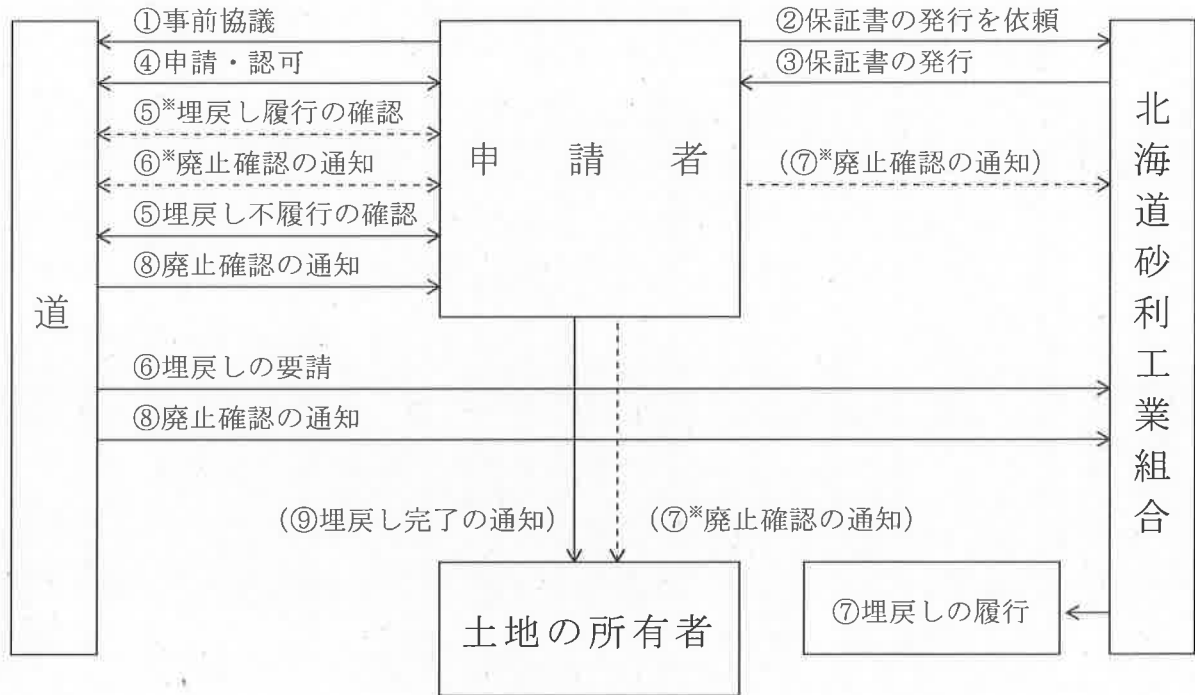 ①事前協議
②保証書の発行を依頼
④申請・認可
③保証書の発行
⑤※埋戻し履行の確認
申請者
⑥※廃止確認の通知
(⑦※廃止確認の通知)
⑤埋戻し不履行の確認
⑧廃止確認の通知
道
北海道砂利工業組合
⑥埋戻しの要請
⑧廃止確認の通知
(⑨埋戻し完了の通知)
(⑦※廃止確認の通知)
土地の所有者
⑦埋戻しの履行